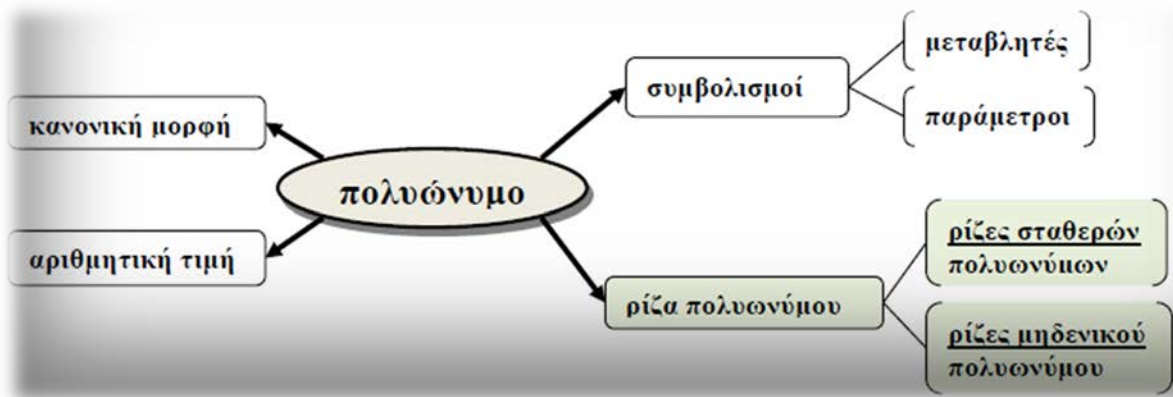 κανονική μορφή
αριθμητική τιμή
πολυώνυμο
συμβολισμοί
μεταβλητές
παράμετροι
ρίζα πολυωνύμου
ρίζες σταθερών
πολυωνύμων
ρίζες μηδενικού
πολυωνύμου